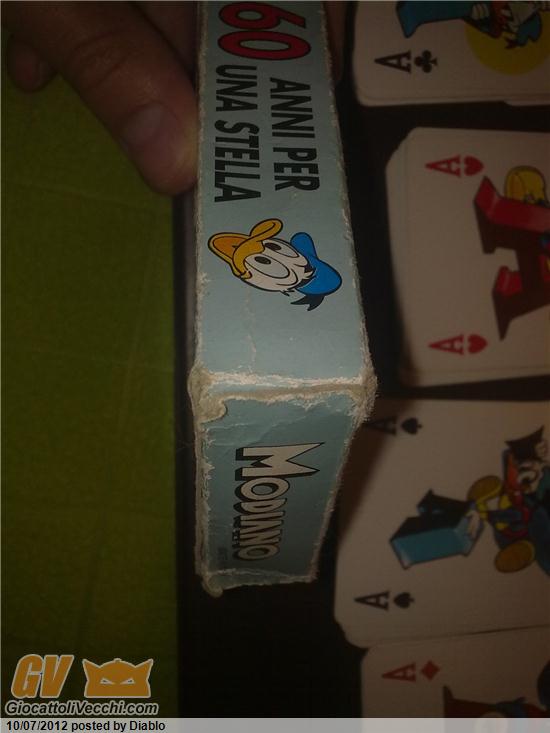 60 ANNI PER
UNA STELLA
MODIANO
A
A
A
A
A
A
A
GV
GiocattoliVecchi.com
10/07/2012 posted by Diablo